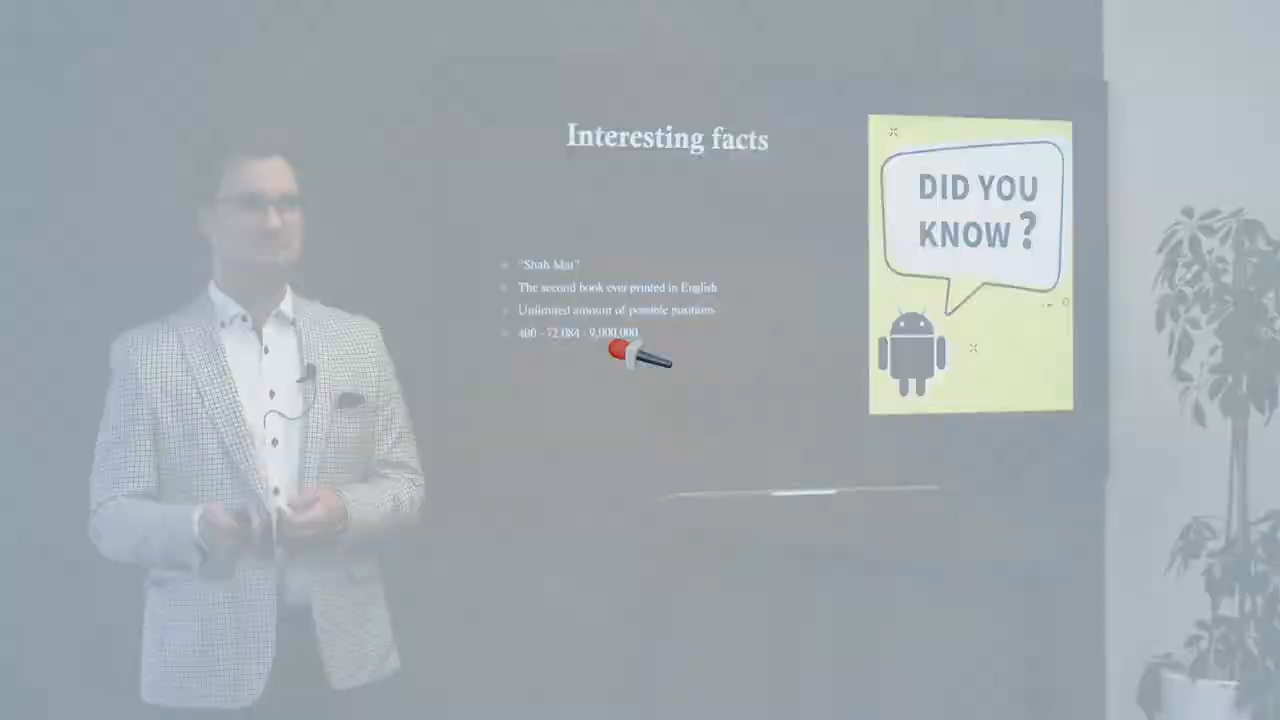 Interesting facts
DID YOU
KNOW ?
"Shah Mat"
The second book ever printed in English
Unlimited amount of possible positions
400 - 72,084 - 9,000,000